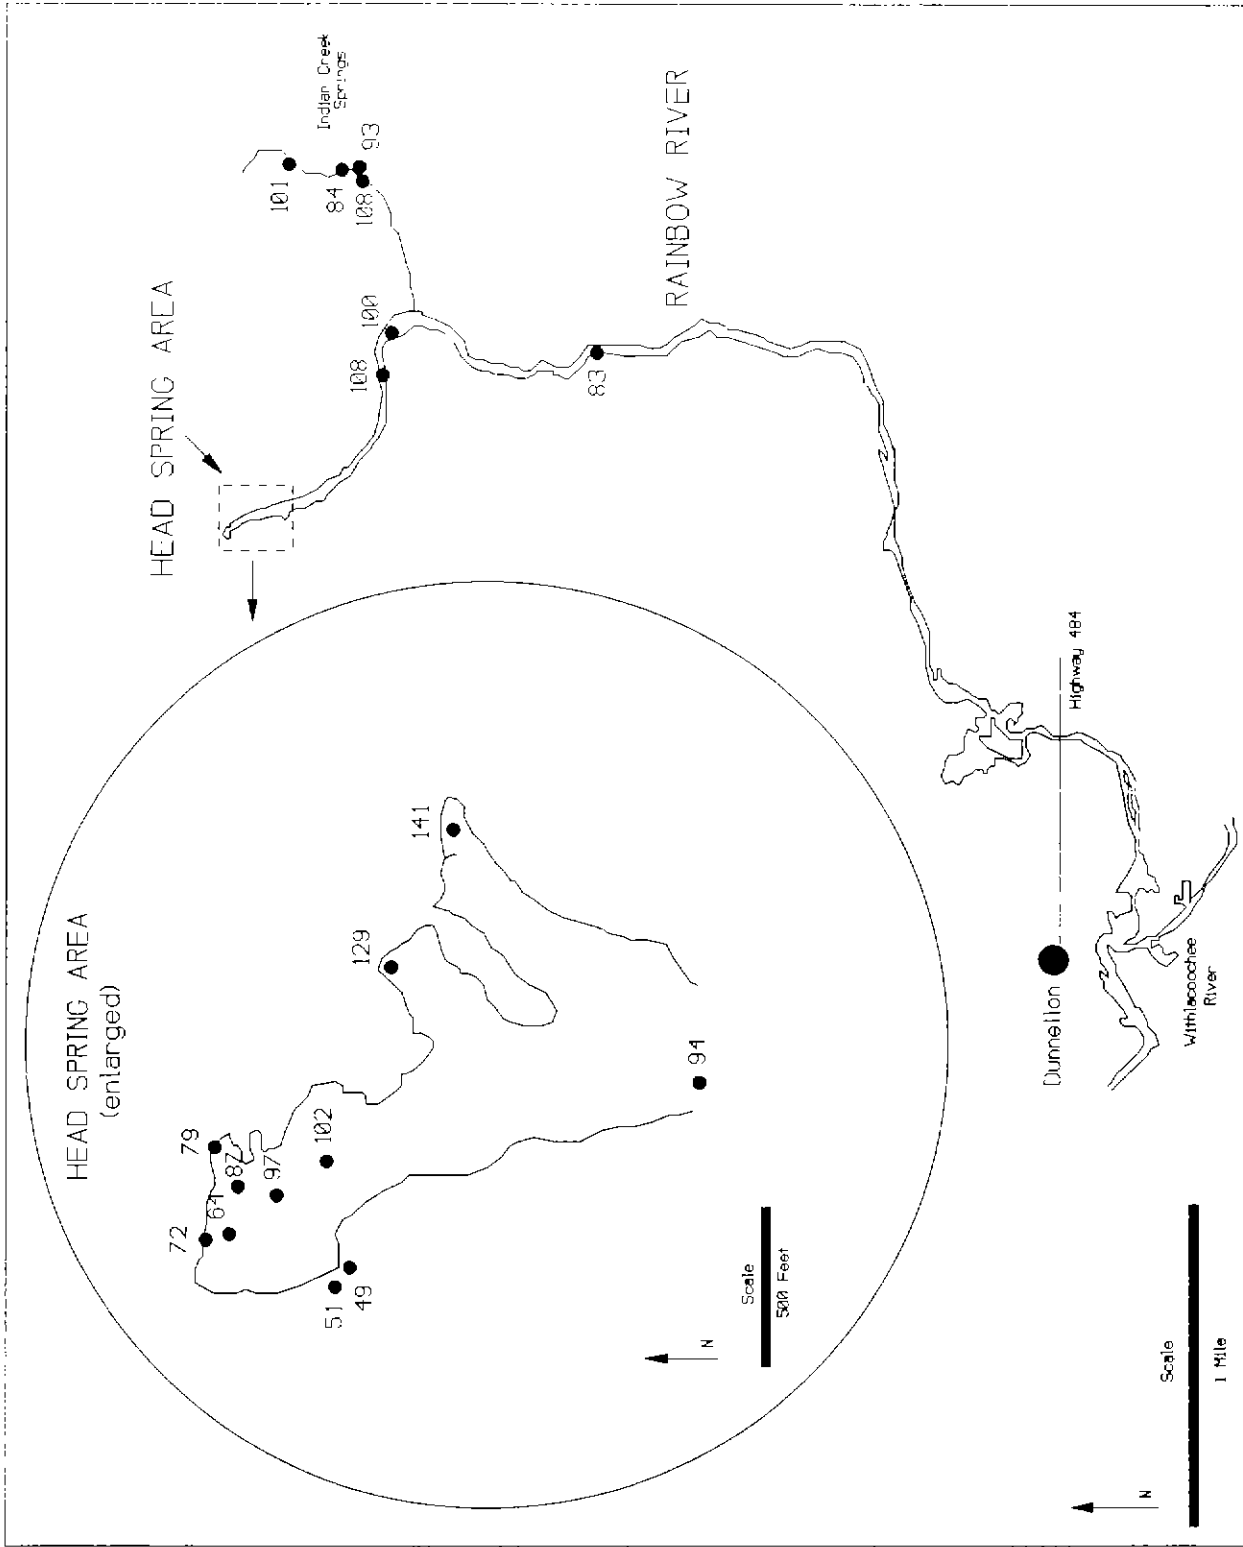 HEAD SPRING AREA
(enlarged)
72
64
79
87
97
102
51
49
129
141
94
Scale
500 Feet
N
HEAD SPRING AREA
108
100
101
84
108
93
Indian Creek
Springs
83
RAINBOW RIVER
Highway 484
Dunnellon
Withlacoochee
River
N
Scale
1 Mile